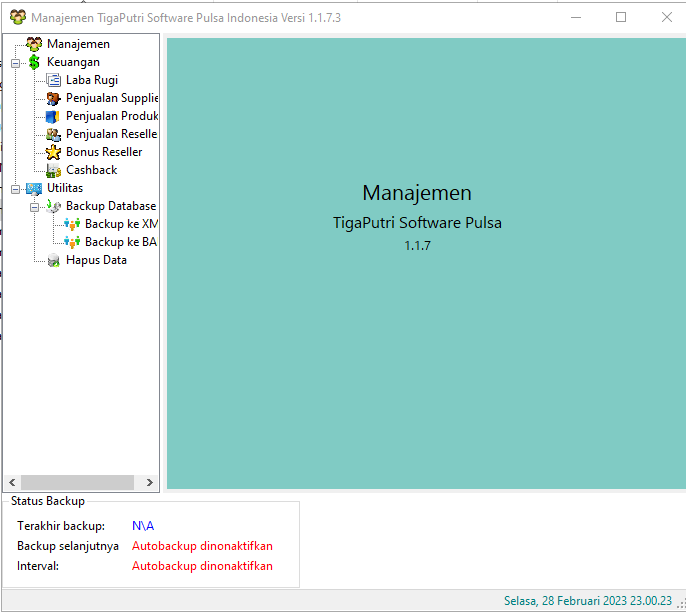 Manajemen TigaPutri Software Pulsa Indonesia Versi 1.1.7.3
Manajemen
Keuangan
Laba Rugi
Penjualan Supplie
Penjualan Produk
Penjualan Reselle
Bonus Reseller
Cashback
Utilitas
Backup Database
Backup ke XM
Backup ke BA
Hapus Data
Manajemen
TigaPutri Software Pulsa
1.1.7
Status Backup
Terakhir backup: N\A
Backup selanjutnya Autobackup dinonaktifkan
Interval: Autobackup dinonaktifkan
Selasa, 28 Februari 2023 23.00.23